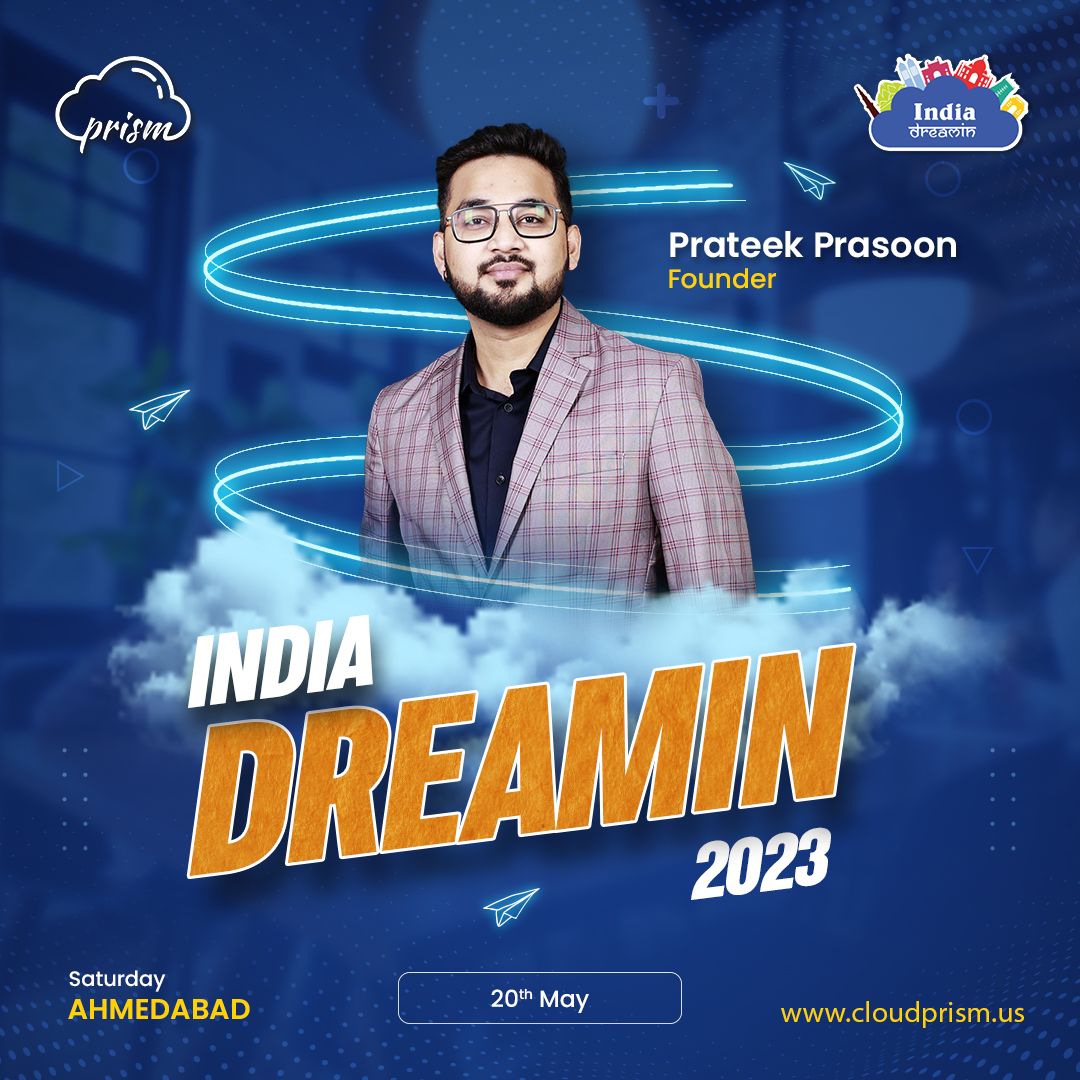 prism
India
dreamin
Prateek Prasoon
Founder
INDIA
DREAMIN
2023
Saturday
AHMEDABAD
20th May
www.cloudprism.us